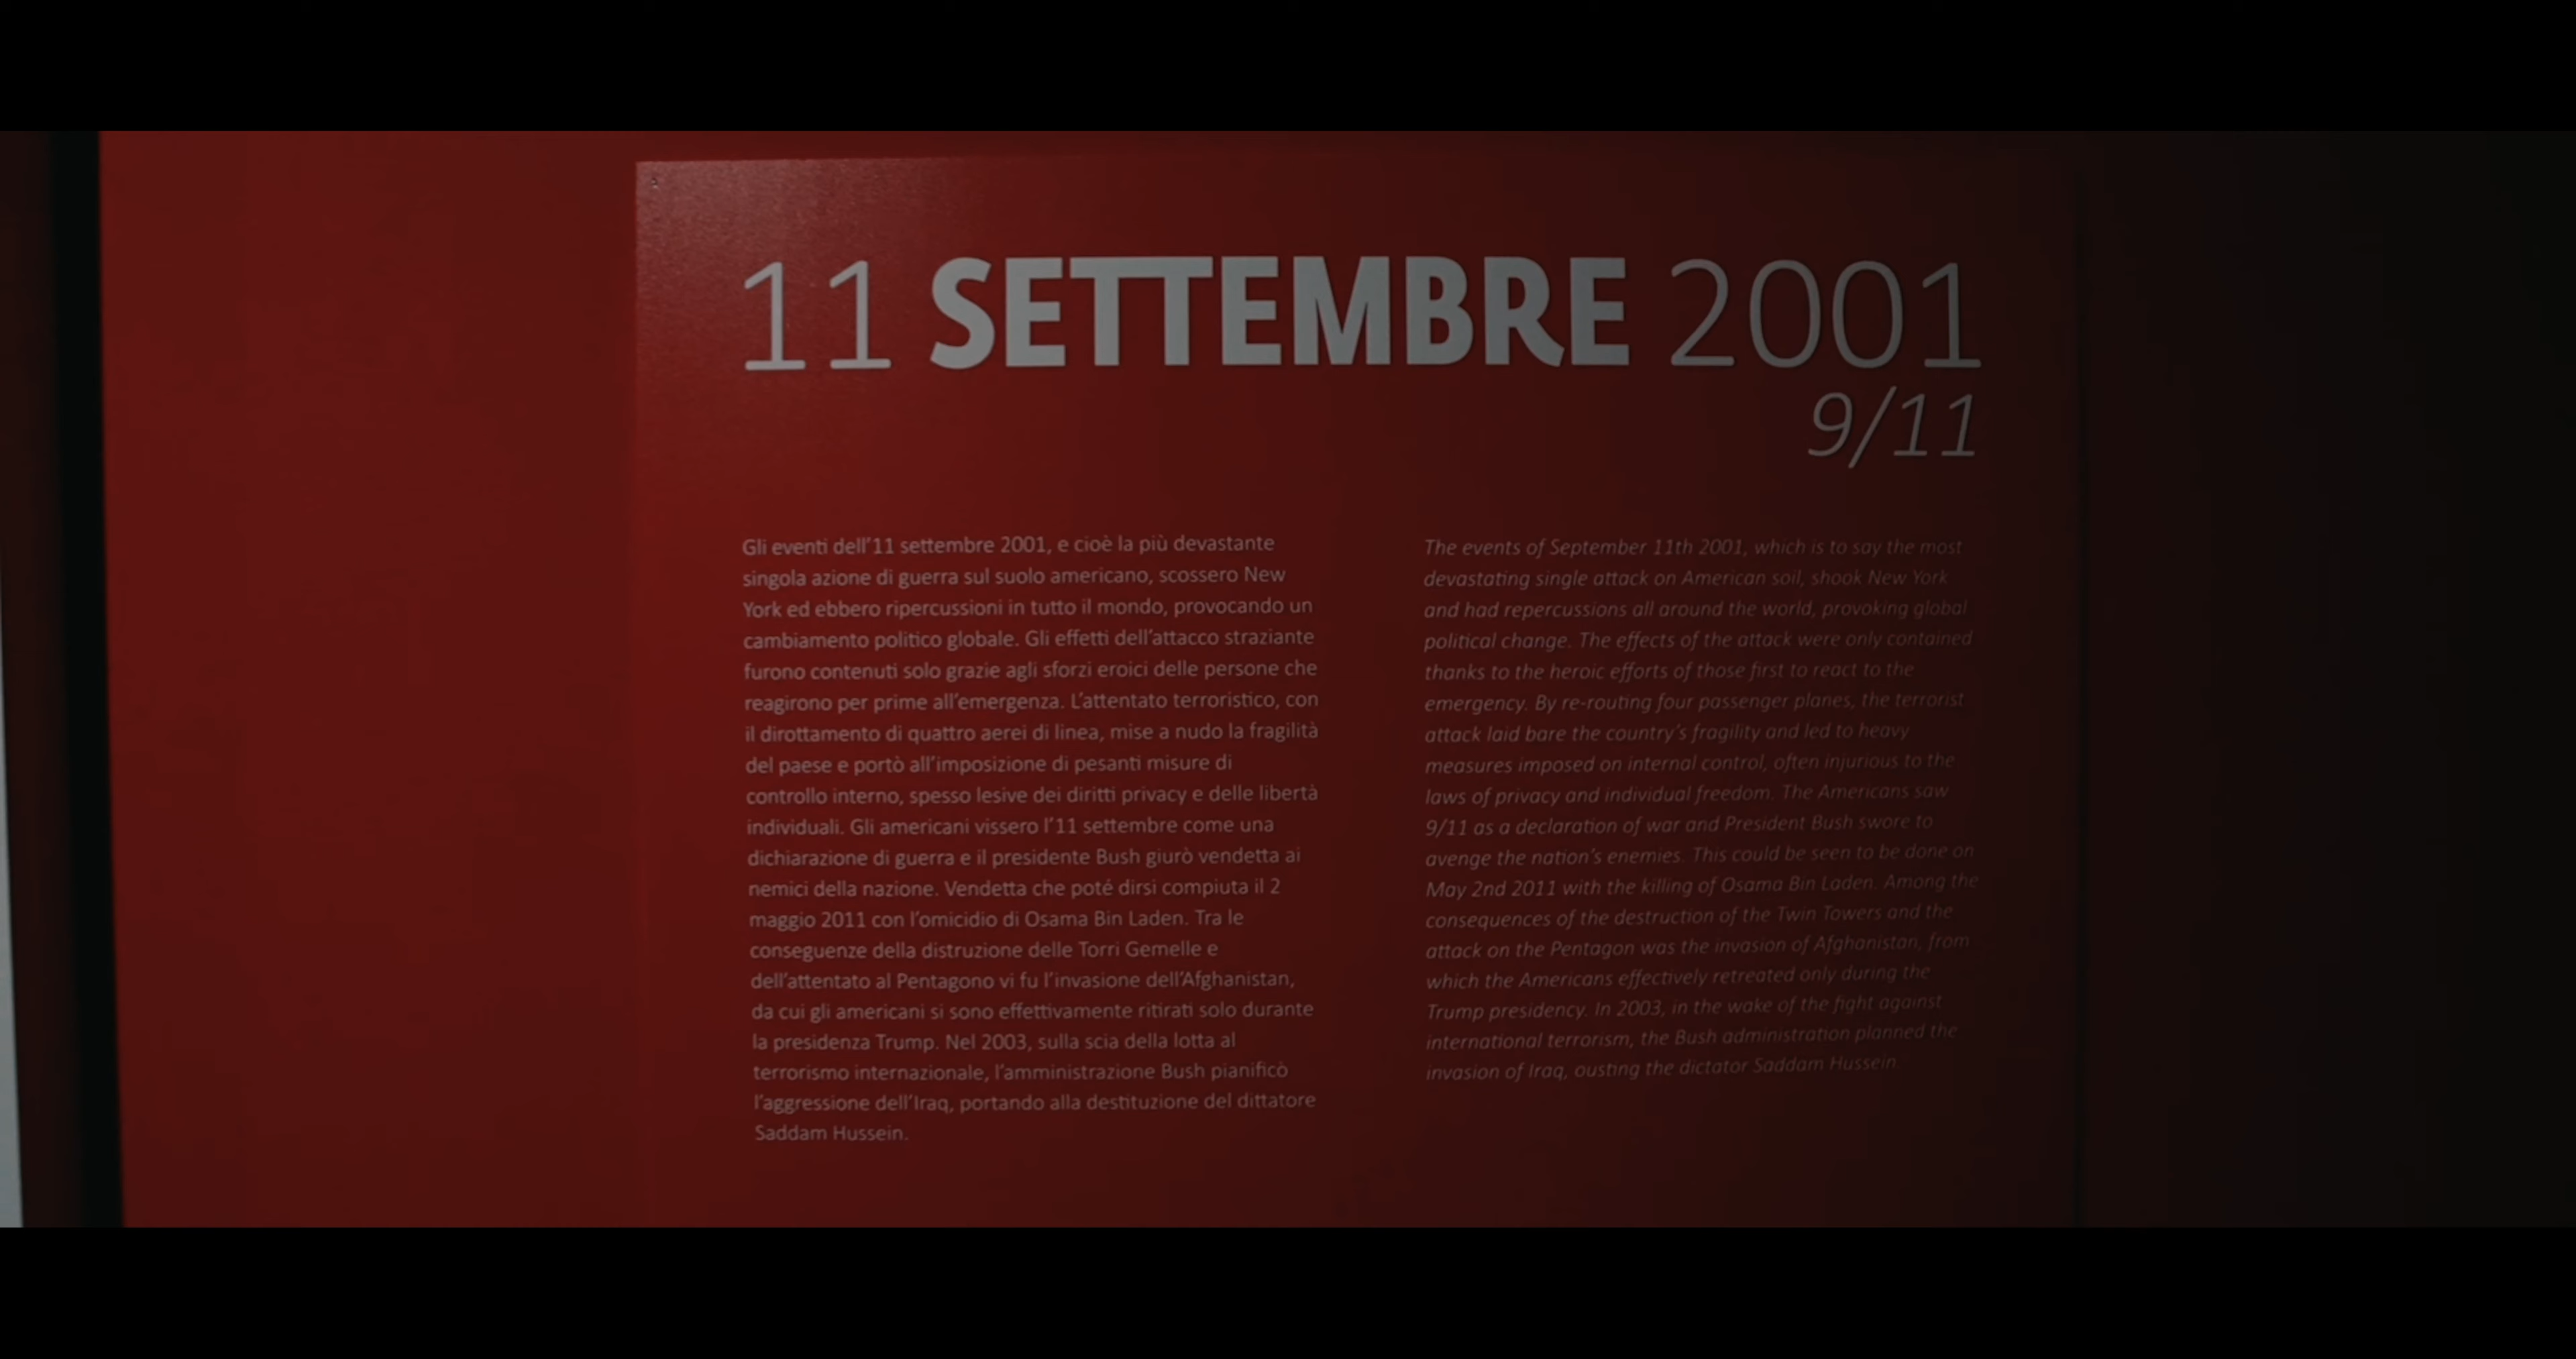 11 SETTEMBRE 2001
9/11
Gli eventi dell'11 settembre 2001, e cioè la più devastante
singola azione di guerra sul suolo americano, scossero New
York ed ebbero ripercussioni in tutto il mondo, provocando un
cambiamento politico globale. Gli effetti dell'attacco straziante
furono contenuti solo grazie agli sforzi eroici delle persone che
reagirono per prime all'emergenza. L'attentato terroristico, con
il dirottamento di quattro aerei di linea, mise a nudo la fragilità
del paese e portò all'imposizione di pesanti misure di
controllo interno, spesso lesive dei diritti privacy e delle libertà
individuali. Gli americani vissero l'11 settembre come una
dichiarazione di guerra e il presidente Bush giurò vendetta ai
nemici della nazione. Vendetta che poté dirsi compiuta il 2
maggio 2011 con l'omicidio di Osama Bin Laden. Tra le
conseguenze della distruzione delle Torri Gemelle e
dell'attentato al Pentagono vi fu l'invasione dell'Afghanistan,
da cui gli americani si sono effettivamente ritirati solo durante
la presidenza Trump. Nel 2003, sulla scia della lotta al
terrorismo internazionale, l'amministrazione Bush pianificò
l'aggressione dell'Iraq, portando alla destituzione del dittatore
Saddam Hussein.
The events of September 11th 2001, which is to say the most
devastating single attack on American soil, shook New York
and had repercussions all around the world, provoking global
political change. The effects of the attack were only contained
thanks to the heroic efforts of those first to react to the
emergency. By re-routing four passenger planes, the terrorist
attack laid bare the country's fragility and led to heavy
measures imposed on internal control, often injurious to the
laws of privacy and individual freedom. The Americans saw
9/11 as a declaration of war and President Bush swore to
avenge the nation's enemies. This could be seen to be done on
May 2nd 2011 with the killing of Osama Bin Laden. Among the
consequences of the destruction of the Twin Towers and the
attack on the Pentagon was the invasion of Afghanistan, from
which the Americans effectively retreated only during the
Trump presidency. In 2003, in the wake of the fight against
international terrorism, the Bush administration planned the
invasion of Iraq, ousting the dictator Saddam Hussein.